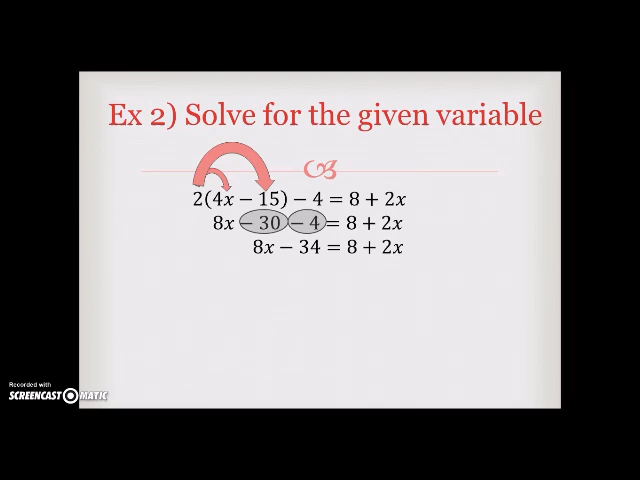 Ex 2) Solve for the given variable
2(4x − 15) − 4 = 8 + 2x
8x − 30 − 4 = 8 + 2x
8x − 34 = 8 + 2x
Recorded with
SCREENCAST MATIC